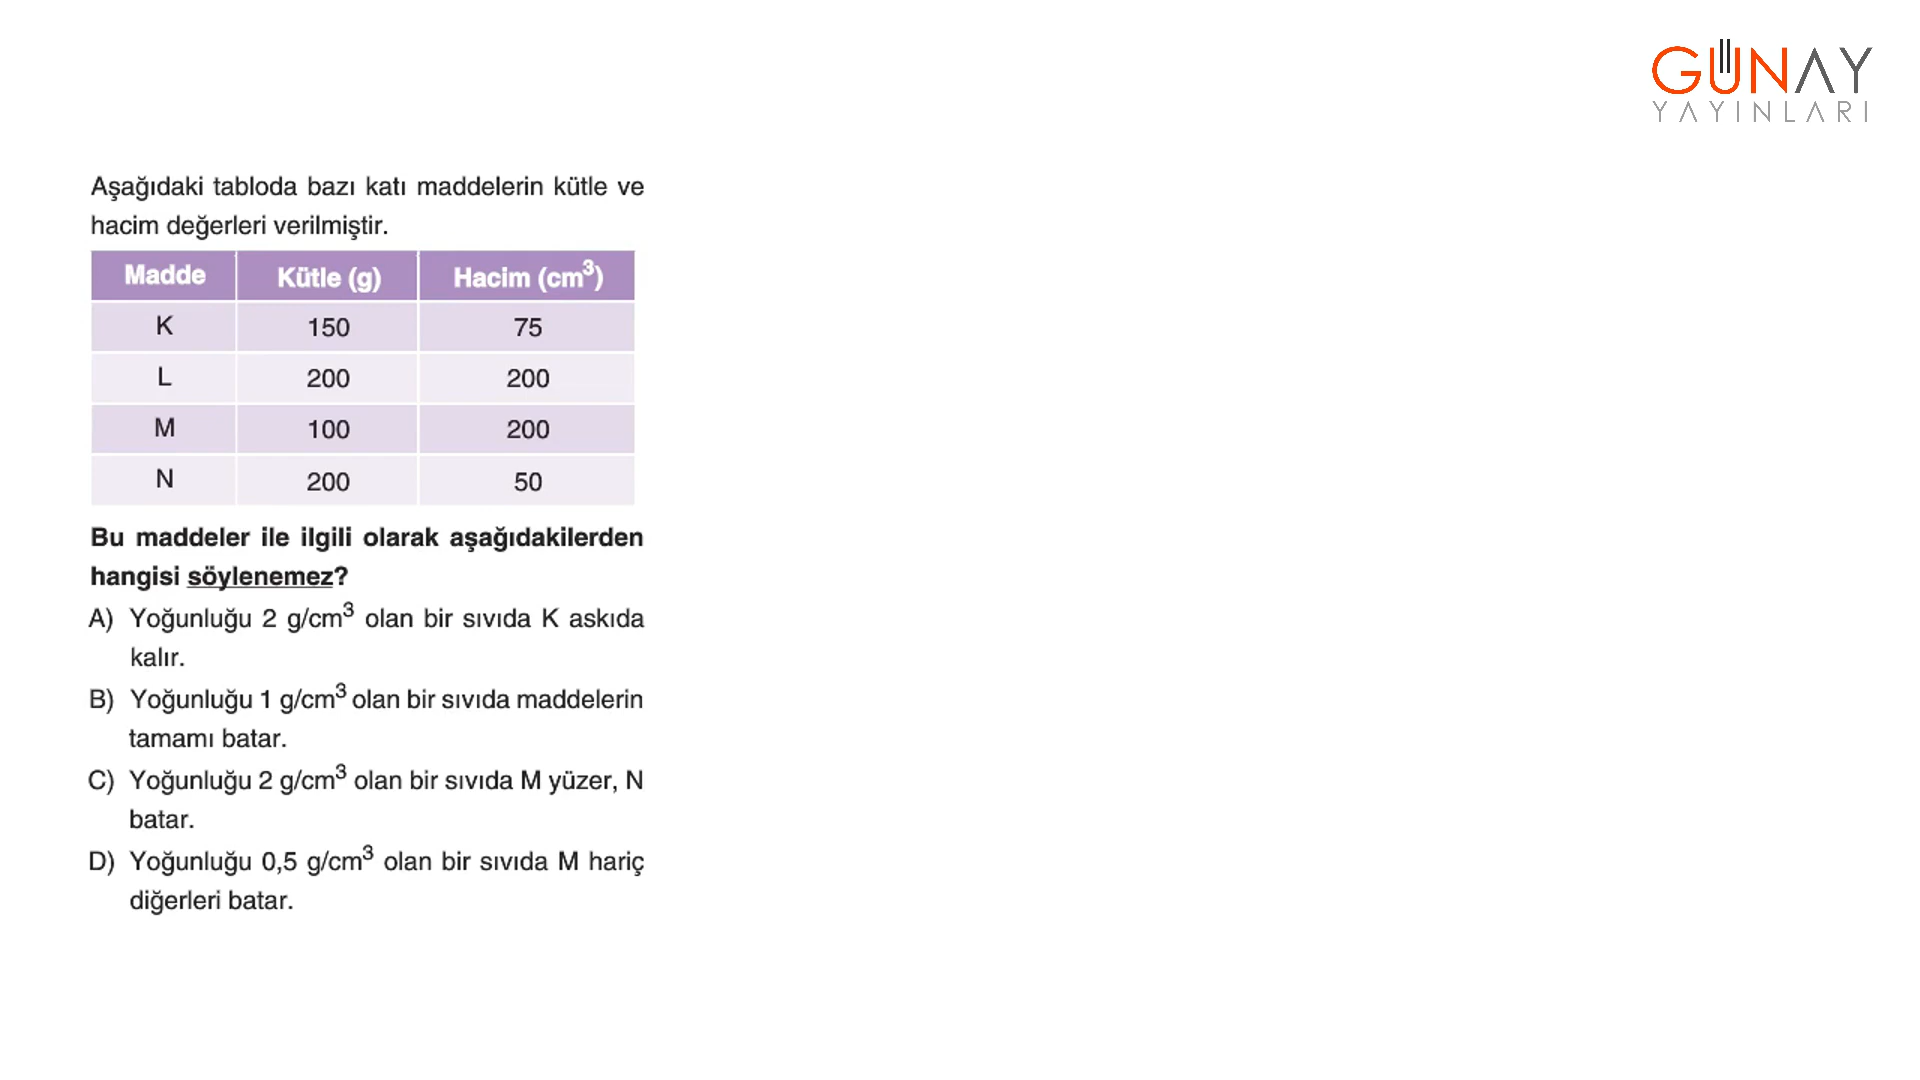 GÜNAY
YAYINLARI
Aşağıdaki tabloda bazı katı maddelerin kütle ve
hacim değerleri verilmiştir.
Madde Kütle (g) Hacim (cm³)
K 150 75
L 200 200
M 100 200
N 200 50
Bu maddeler ile ilgili olarak aşağıdakilerden
hangisi söylenemez?
A) Yoğunluğu 2 g/cm³ olan bir sıvıda K askıda
kalır.
B) Yoğunluğu 1 g/cm³ olan bir sıvıda maddelerin
tamamı batar.
C) Yoğunluğu 2 g/cm³ olan bir sıvıda M yüzer, N
batar.
D) Yoğunluğu 0,5 g/cm³ olan bir sıvıda M hariç
diğerleri batar.